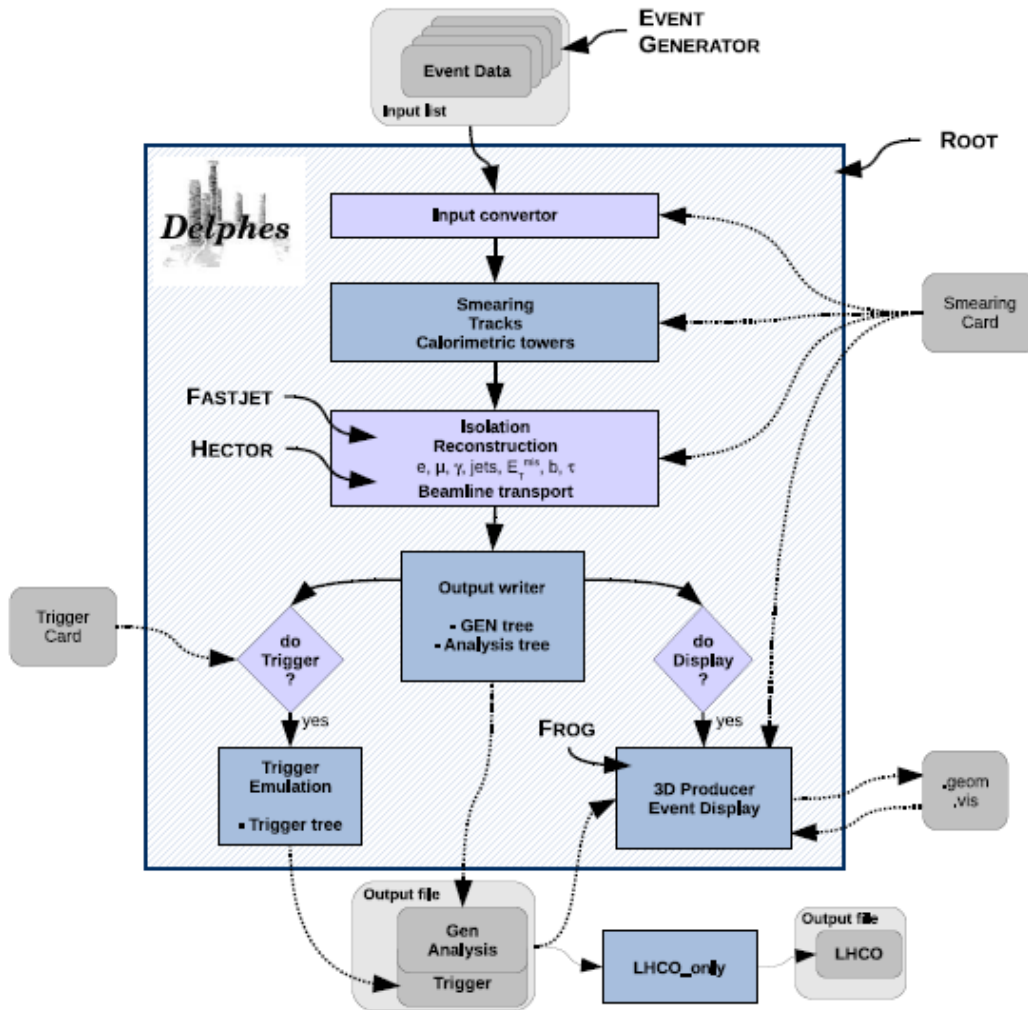 EVENT
GENERATOR
Event Data
Input list
ROOT
Delphes
Input convertor
Smearing
Tracks
Calorimetric towers
Smearing
Card
FASTJET
HECTOR
Isolation
Reconstruction
e, μ, γ, jets, E_T^mis, b, τ
Beamline transport
Output writer
- GEN tree
- Analysis tree
Trigger
Card
do
Trigger
?
do
Display
?
yes
yes
FROG
Trigger
Emulation
- Trigger tree
3D Producer
Event Display
.geom
.vis
Output file
Gen
Analysis
Trigger
LHCO_only
Output file
LHCO